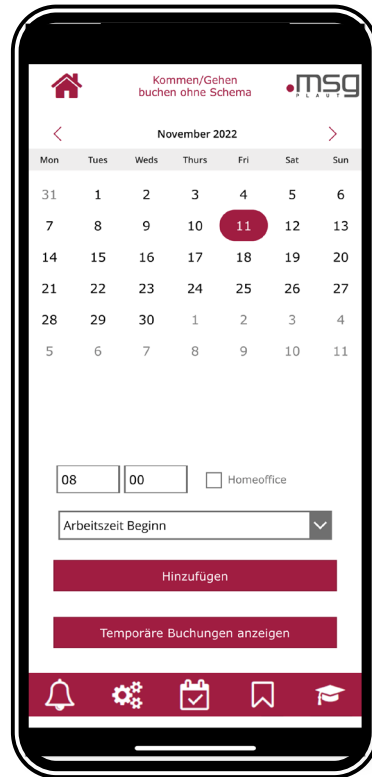 Kommen/Gehen
buchen ohne Schema
msg
PLAUT
November 2022
Mon Tues Weds Thurs Fri Sat Sun
31 1 2 3 4 5 6
7 8 9 10 11 12 13
14 15 16 17 18 19 20
21 22 23 24 25 26 27
28 29 30 1 2 3 4
5 6 7 8 9 10 11
08 00 Homeoffice
Arbeitszeit Beginn
Hinzufügen
Temporäre Buchungen anzeigen